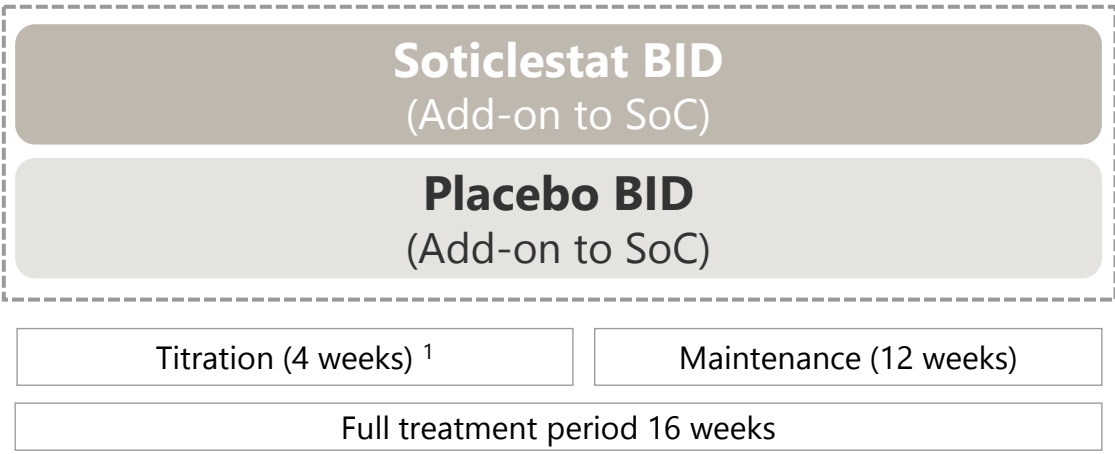 Soticlestat BID
(Add-on to SoC)
Placebo BID
(Add-on to SoC)
Titration (4 weeks) 1
Maintenance (12 weeks)
Full treatment period 16 weeks